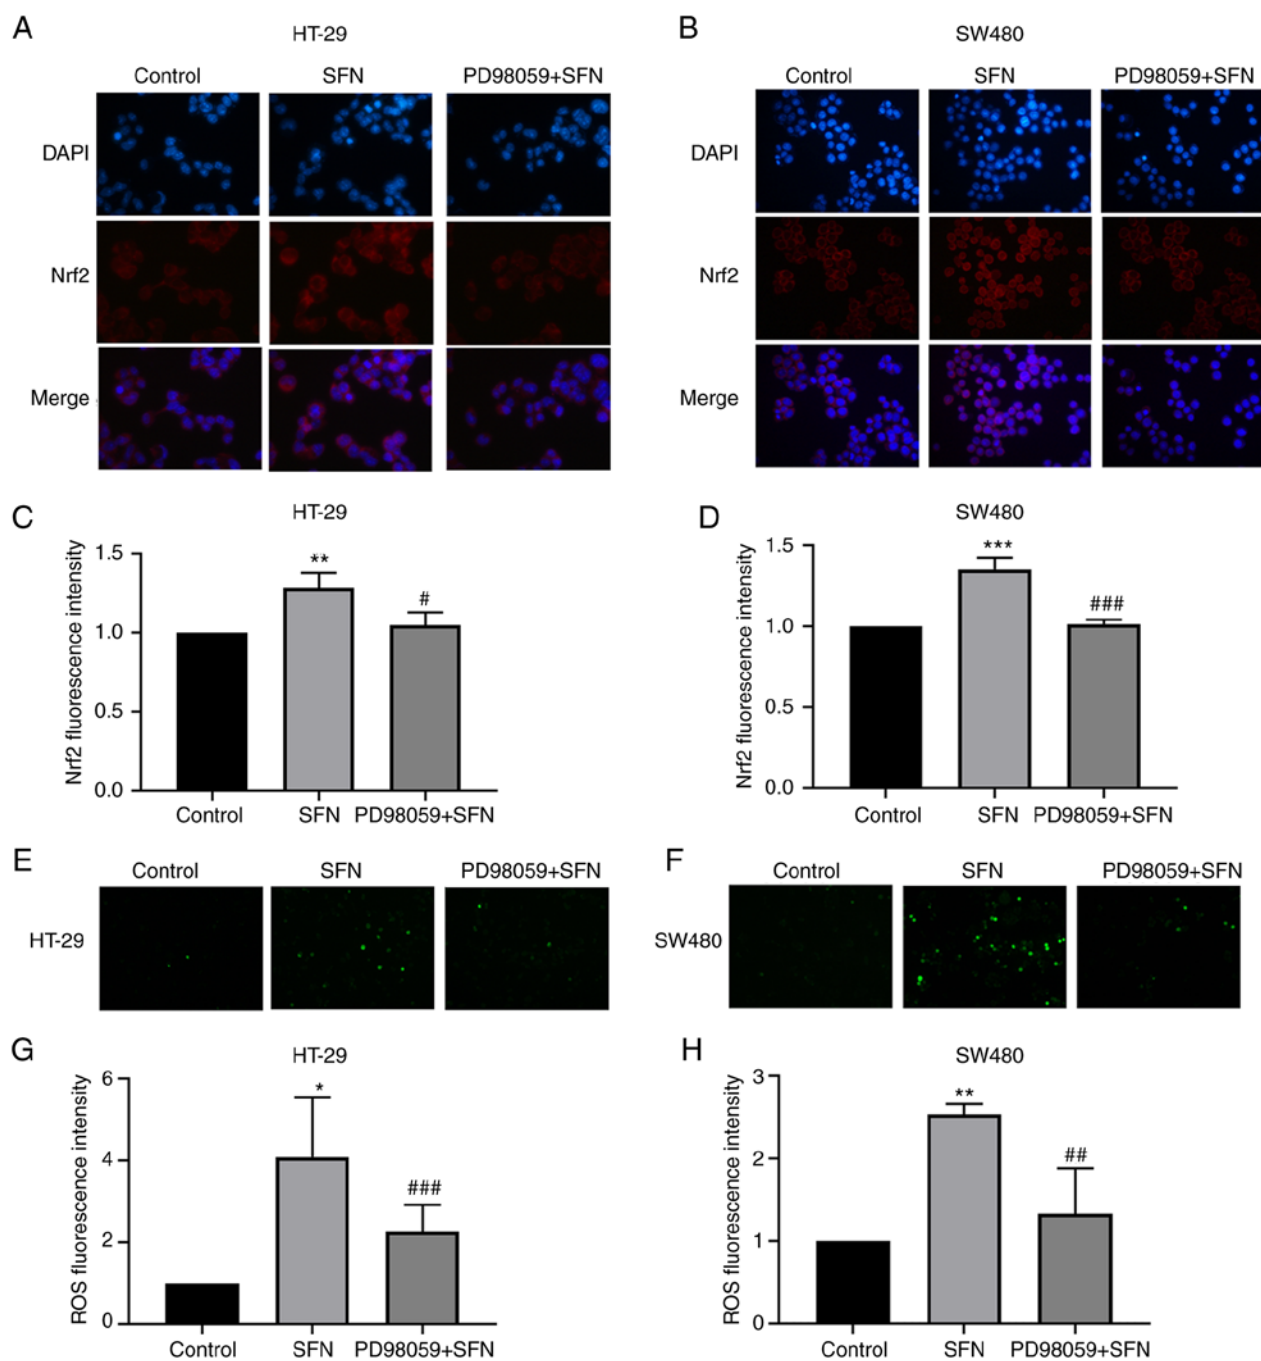 A
HT-29
Control SFN PD98059+SFN
DAPI
Nrf2
Merge
B
SW480
Control SFN PD98059+SFN
DAPI
Nrf2
Merge
C
HT-29
Nrf2 fluorescence intensity
1.5
1.0
0.5
0.0
**
#
Control SFN PD98059+SFN
D
SW480
Nrf2 fluorescence intensity
1.5
1.0
0.5
0.0
***
###
Control SFN PD98059+SFN
E
Control SFN PD98059+SFN
HT-29
F
Control SFN PD98059+SFN
SW480
G
HT-29
ROS fluorescence intensity
6
4
2
0
*
###
Control SFN PD98059+SFN
H
SW480
ROS fluorescence intensity
3
2
1
0
**
##
Control SFN PD98059+SFN